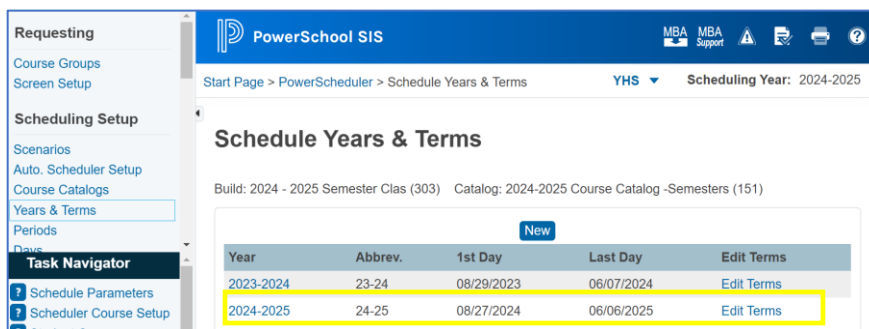 Requesting
Course Groups
Screen Setup
Scheduling Setup
Scenarios
Auto. Scheduler Setup
Course Catalogs
Years & Terms
Periods
Days
Task Navigator
Schedule Parameters
Scheduler Course Setup
PowerSchool SIS
MBA MBA Support
Start Page > PowerScheduler > Schedule Years & Terms YHS Scheduling Year: 2024-2025
Schedule Years & Terms
Build: 2024 - 2025 Semester Clas (303) Catalog: 2024-2025 Course Catalog -Semesters (151)
New
Year Abbrev. 1st Day Last Day Edit Terms
2023-2024 23-24 08/29/2023 06/07/2024 Edit Terms
2024-2025 24-25 08/27/2024 06/06/2025 Edit Terms